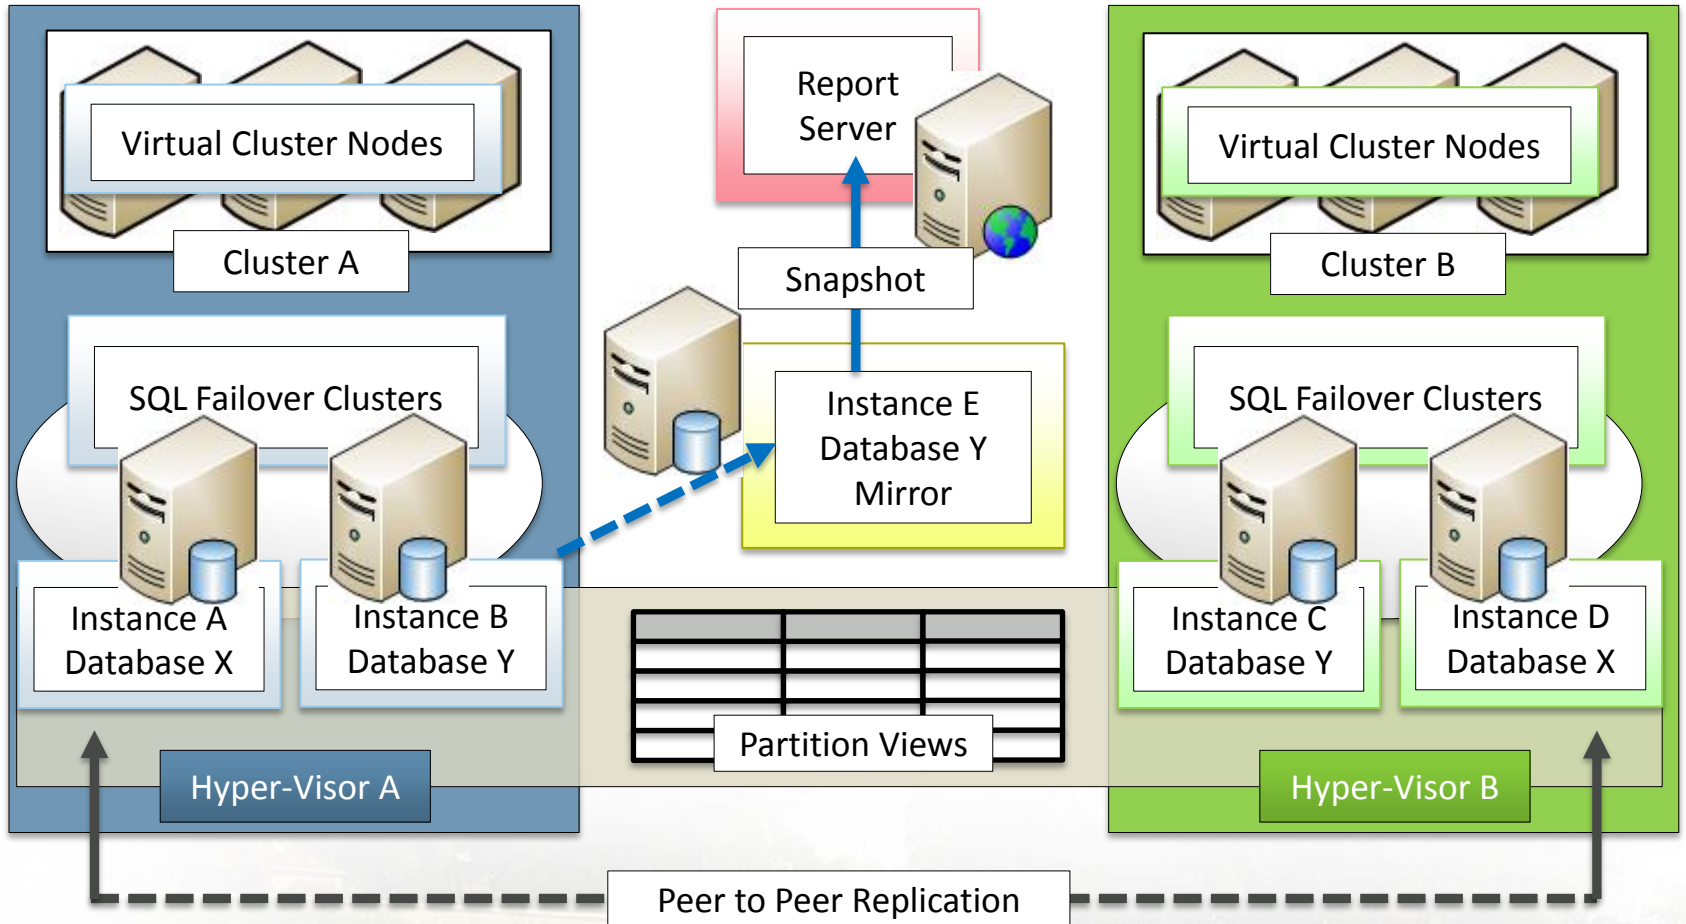 Virtual Cluster Nodes
Cluster A
SQL Failover Clusters
Instance A
Database X
Instance B
Database Y
Hyper-Visor A
Report
Server
Snapshot
Instance E
Database Y
Mirror
Partition Views
Virtual Cluster Nodes
Cluster B
SQL Failover Clusters
Instance C
Database Y
Instance D
Database X
Hyper-Visor B
Peer to Peer Replication